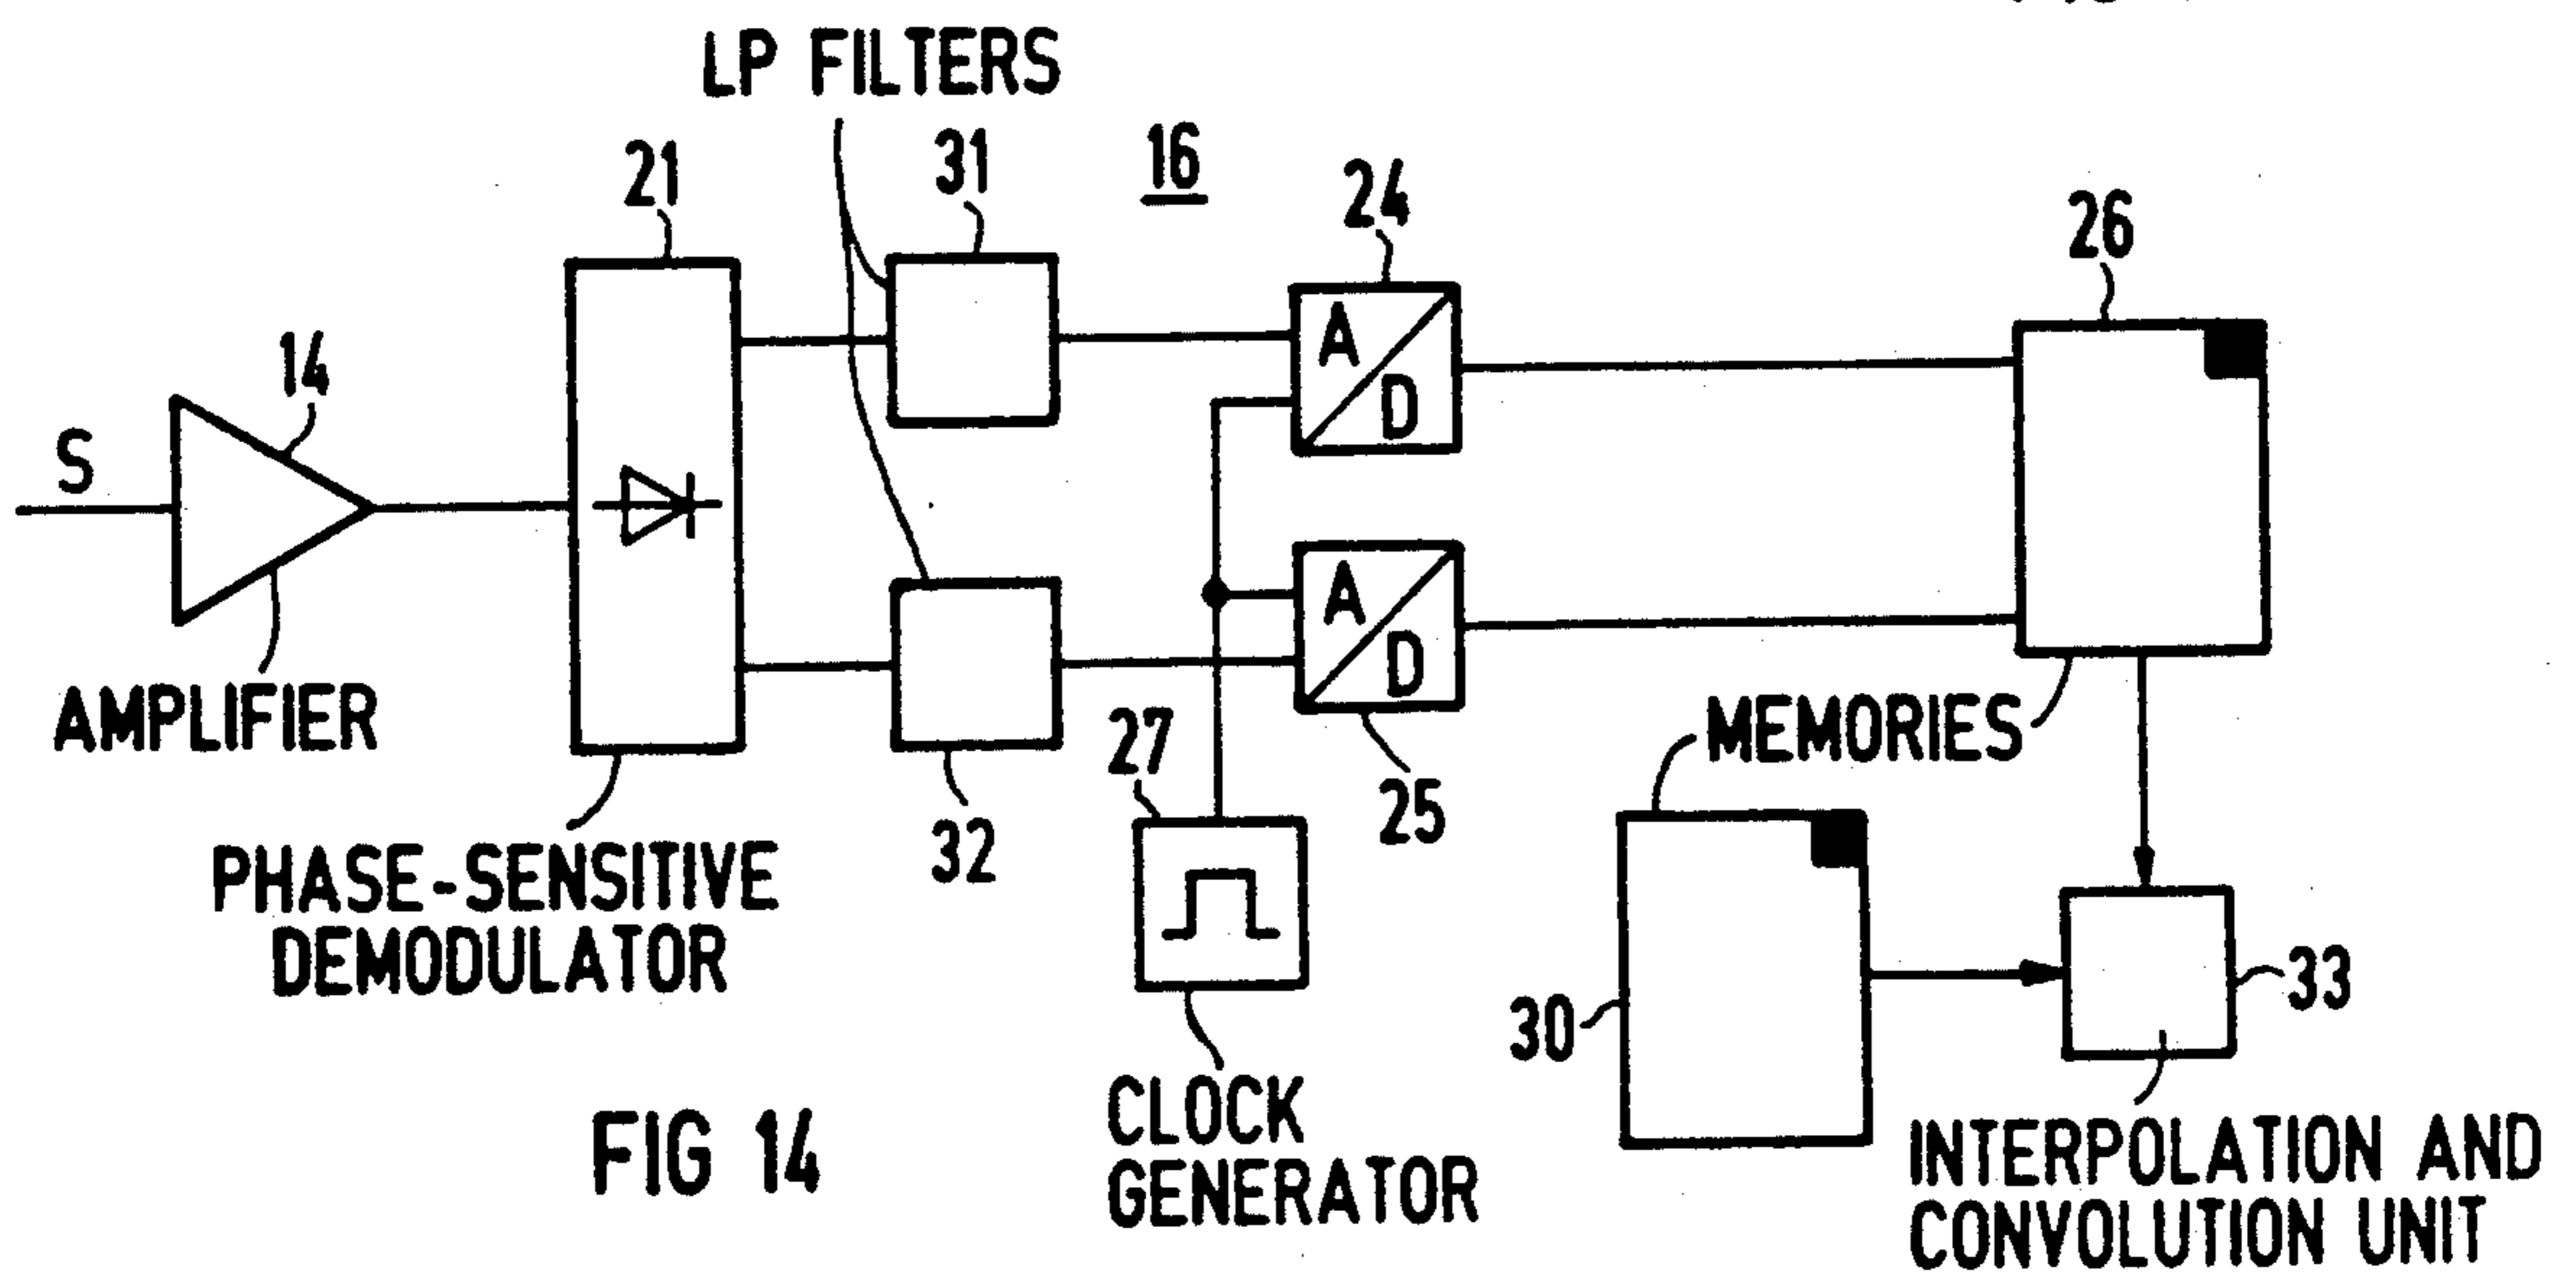 LP FILTERS
16
21
31
24
26
14
S
A
D
A
D
AMPLIFIER
MEMORIES
27
25
32
PHASE-SENSITIVE
DEMODULATOR
30
33
CLOCK
GENERATOR
INTERPOLATION AND
CONVOLUTION UNIT
FIG 14